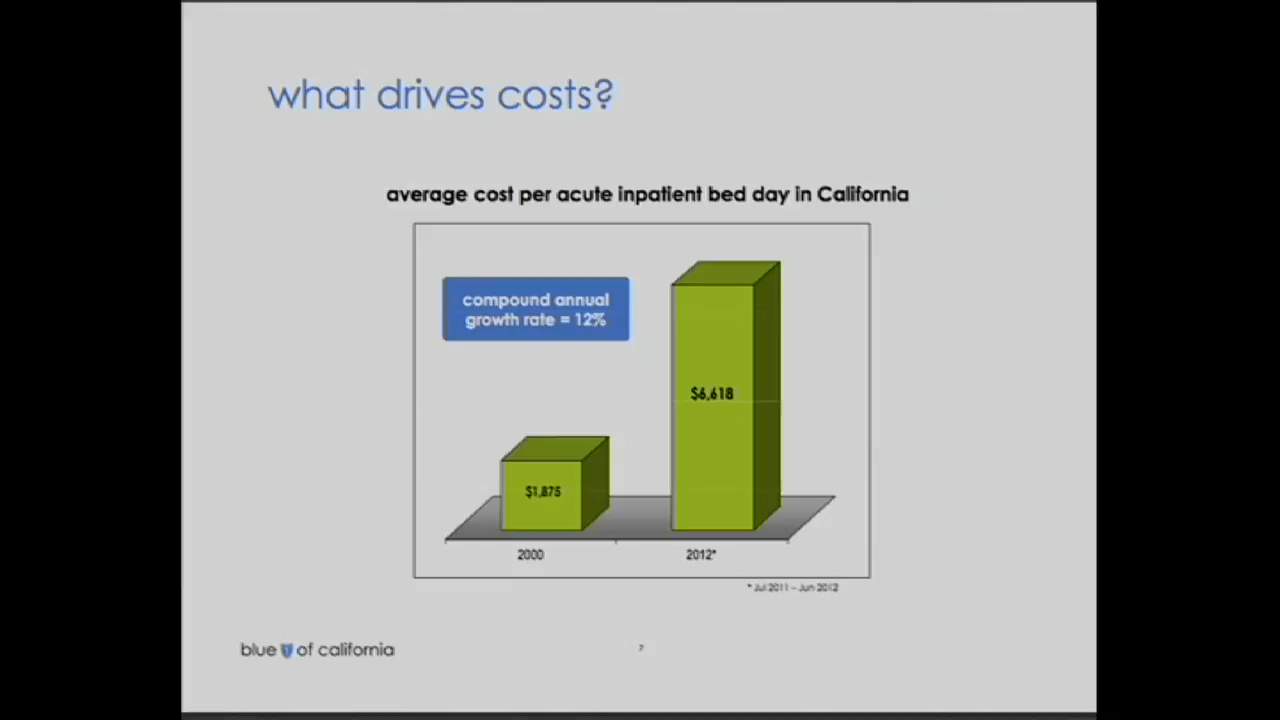 what drives costs?
average cost per acute inpatient bed day in California
compound annual
growth rate = 12%
$6,618
$1,875
2000
2012*
* Jul 2011 – Jun 2012
blue of california
7